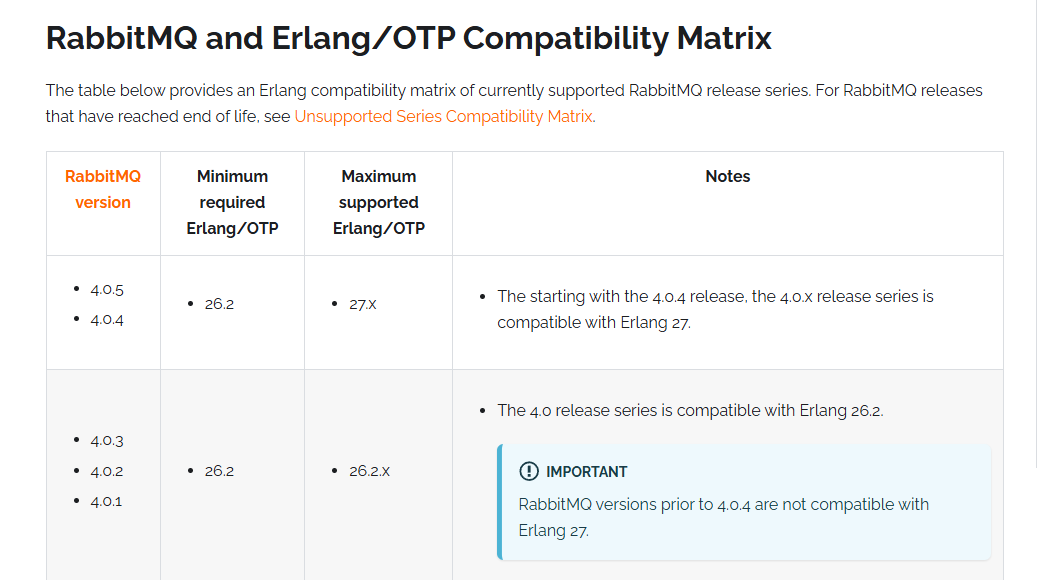 RabbitMQ and Erlang/OTP Compatibility Matrix
The table below provides an Erlang compatibility matrix of currently supported RabbitMQ release series. For RabbitMQ releases
that have reached end of life, see Unsupported Series Compatibility Matrix.
RabbitMQ
version
Minimum
required
Erlang/OTP
Maximum
supported
Erlang/OTP
Notes
• 4.0.5
• 4.0.4
• 26.2
• 27.x
• The starting with the 4.0.4 release, the 4.0.x release series is
compatible with Erlang 27.
• 4.0.3
• 4.0.2
• 4.0.1
• 26.2
• 26.2.x
• The 4.0 release series is compatible with Erlang 26.2.
IMPORTANT
RabbitMQ versions prior to 4.0.4 are not compatible with
Erlang 27.